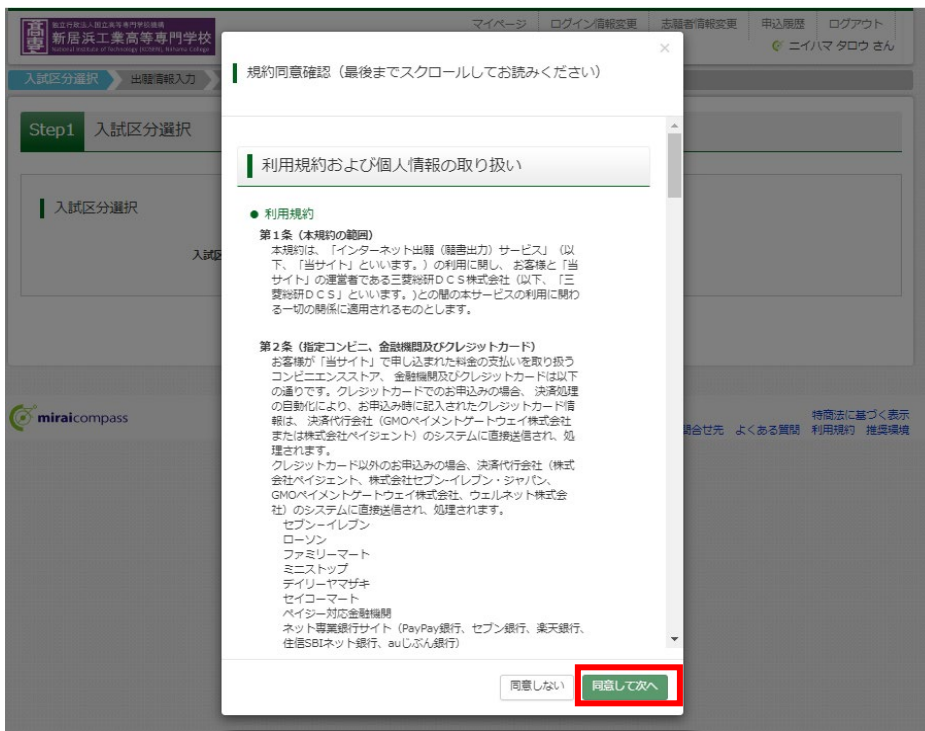 マイページ ログイン情報変更 志願者情報変更 申込履歴 ログアウト
独立行政法人国立高等専門学校機構
高専 新居浜工業高等専門学校
National Institute of Technology (KOSEN), Niihama College
ニイハマ タロウ さん
入試区分選択 出願情報入力
Step1 入試区分選択
入試区分選択
入試区
規約同意確認（最後までスクロールしてお読みください）
×
利用規約および個人情報の取り扱い
● 利用規約
第１条（本規約の範囲）
本規約は、「インターネット出願（願書出力）サービス」（以
下、「当サイト」といいます。）の利用に関し、お客様と「当
サイト」の運営者である三菱総研ＤＣＳ株式会社（以下、「三
菱総研ＤＣＳ」といいます。)との間の本サービスの利用に関わ
る一切の関係に適用されるものとします。
第２条（指定コンビニ、金融機関及びクレジットカード）
お客様が「当サイト」で申し込まれた料金の支払いを取り扱う
コンビニエンスストア、 金融機関及びクレジットカードは以下
の通りです。クレジットカードでのお申込みの場合、 決済処理
の自動化により、お申込み時に記入されたクレジットカード情
報は、 決済代行会社（GMOペイメントゲートウェイ株式会社
または株式会社ペイジェント）のシステムに直接送信され、処
理されます。
クレジットカード以外のお申込みの場合、決済代行会社（株式
会社ペイジェント、株式会社セブン‐イレブン・ジャパン、
GMOペイメントゲートウェイ株式会社、ウェルネット株式会
社）のシステムに直接送信され、処理されます。
セブン－イレブン
ローソン
ファミリーマート
ミニストップ
デイリーヤマザキ
セイコーマート
ペイジー対応金融機関
ネット専業銀行サイト（PayPay銀行、セブン銀行、楽天銀行、
住信SBIネット銀行、auじぶん銀行）
同意しない 同意して次へ
miraicompass
特商法に基づく表示
問合せ先 よくある質問 利用規約 推奨環境